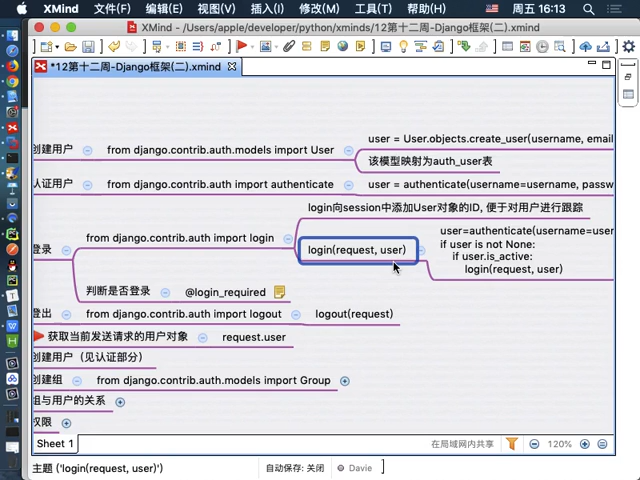 XMind 文件(F) 编辑(E) 视图(V) 插入(I) 修改(M) 工具(T) 帮助(H) 周五 16:13
XMind - /Users/apple/developer/python/xminds/12第十二周-Django框架(二).xmind
*12第十二周-Django框架(二).xmind
创建用户 from django.contrib.auth.models import User
user = User.objects.create_user(username, email
该模型映射为auth_user表
认证用户 from django.contrib.auth import authenticate user = authenticate(username=username, passw
登录 from django.contrib.auth import login
login向session中添加User对象的ID, 便于对用户进行跟踪
login(request, user)
user=authenticate(username=user
if user is not None:
if user.is_active:
login(request, user)
判断是否登录 @login_required
登出 from django.contrib.auth import logout logout(request)
获取当前发送请求的用户对象 request.user
创建用户（见认证部分）
创建组 from django.contrib.auth.models import Group
组与用户的关系
权限
Sheet 1 在局域网内共享 120%
主题 ('login(request, user)') 自动保存: 关闭 Davie